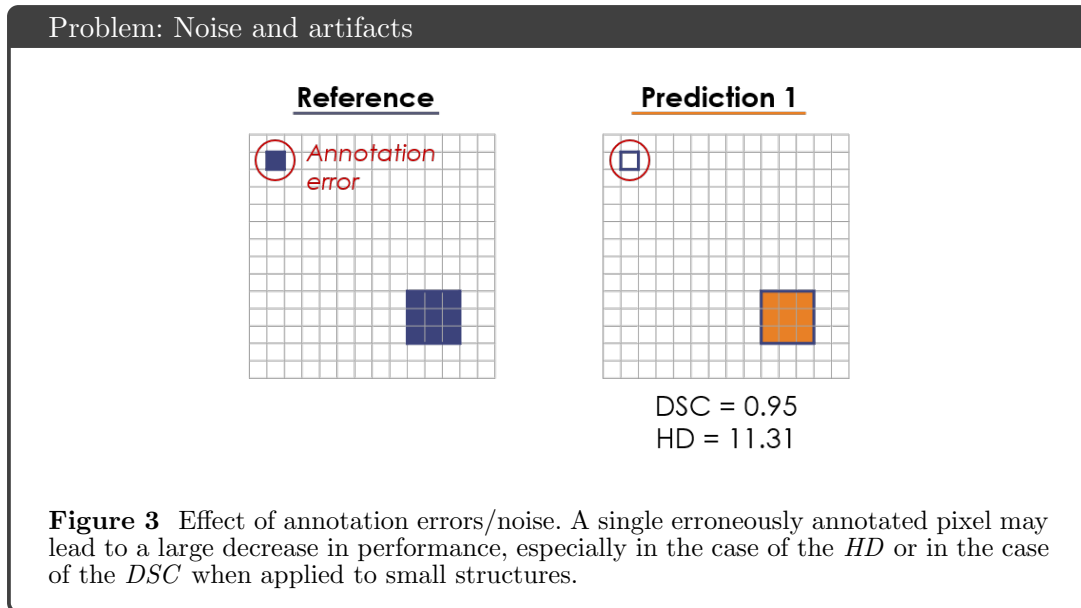 Problem: Noise and artifacts
Reference
Prediction 1
Annotation
error
DSC = 0.95
HD = 11.31
Figure 3 Effect of annotation errors/noise. A single erroneously annotated pixel may
lead to a large decrease in performance, especially in the case of the HD or in the case
of the DSC when applied to small structures.